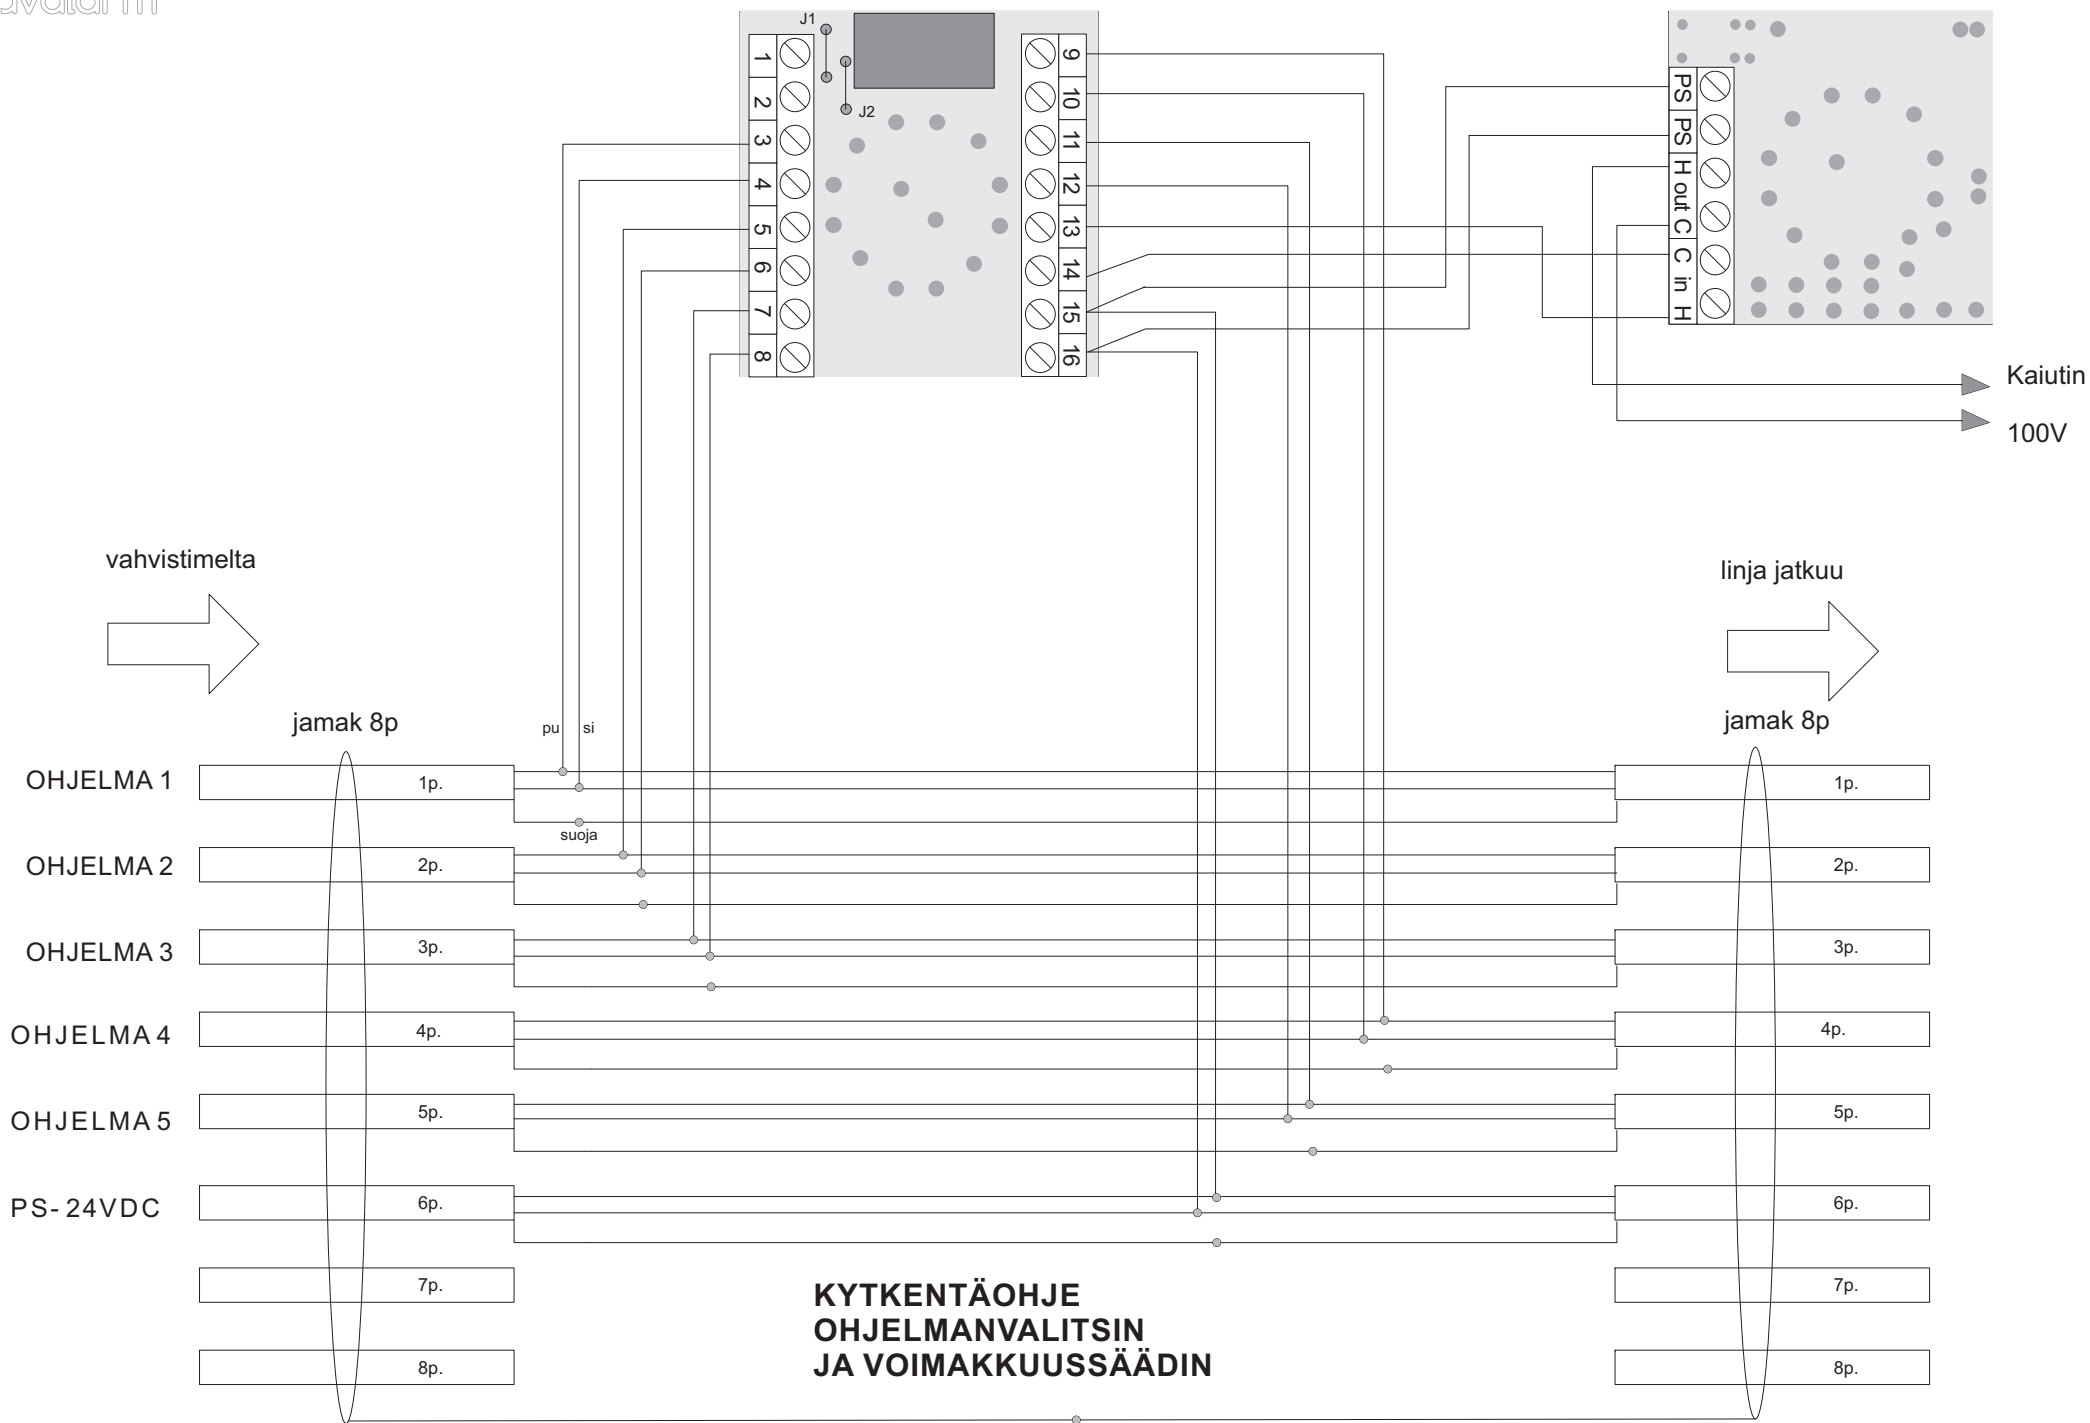 J1
J2
1
2
3
4
5
6
7
8
9
10
11
12
13
14
15
16
PS
PS
H out C
C in H
Kaiutin
100V
vahvistimelta
linja jatkuu
jamak 8p
jamak 8p
pu si
suoja
OHJELMA 1
1p.
1p.
OHJELMA 2
2p.
2p.
OHJELMA 3
3p.
3p.
OHJELMA 4
4p.
4p.
OHJELMA 5
5p.
5p.
PS- 24VDC
6p.
6p.
7p.
7p.
8p.
8p.
KYTKENTÄOHJE
OHJELMANVALITSIN
JA VOIMAKKUUSSÄÄDIN